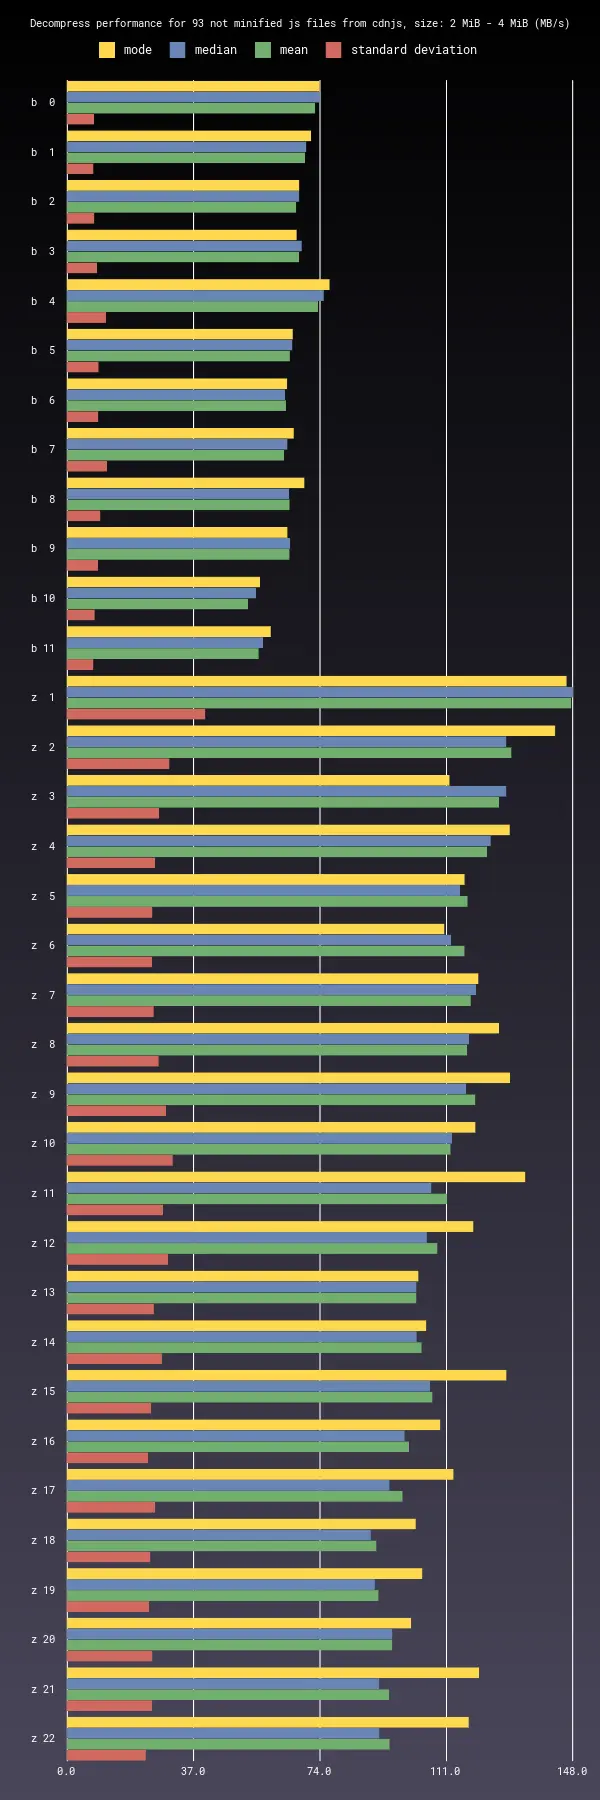 Decompress performance for 93 not minified js files from cdnjs, size: 2 MiB - 4 MiB (MB/s)
mode median mean standard deviation
b 0
b 1
b 2
b 3
b 4
b 5
b 6
b 7
b 8
b 9
b 10
b 11
z 1
z 2
z 3
z 4
z 5
z 6
z 7
z 8
z 9
z 10
z 11
z 12
z 13
z 14
z 15
z 16
z 17
z 18
z 19
z 20
z 21
z 22
0.0 37.0 74.0 111.0 148.0